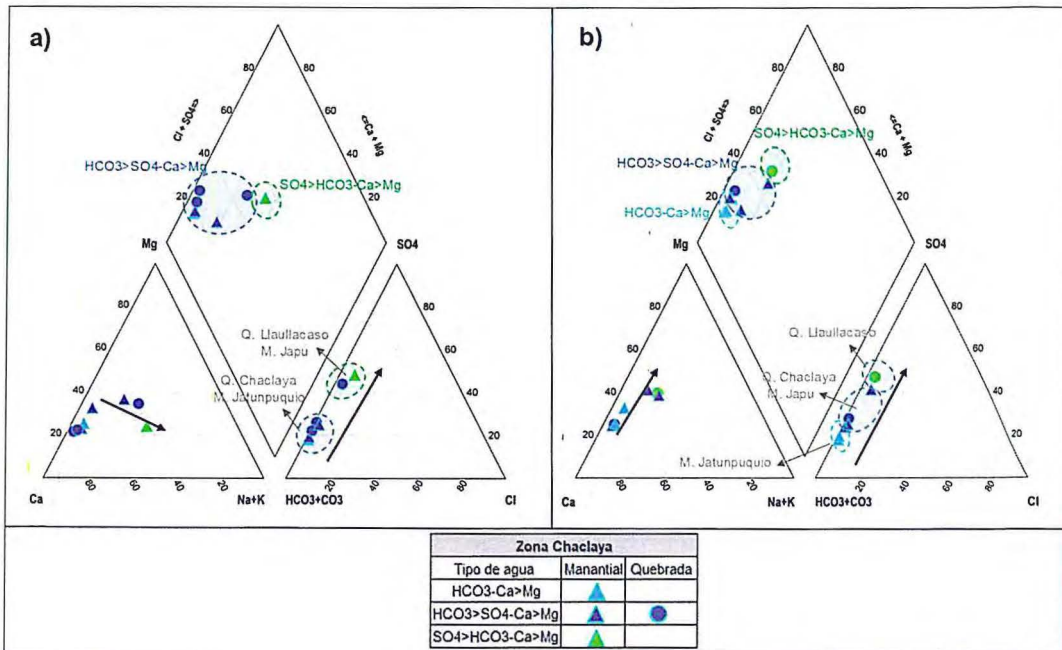 a)
80
80
60
60
Cl + SO4=>
<=Ca + Mg
40
40
HCO3>SO4-Ca>Mg
SO4>HCO3-Ca>Mg
20
20
Mg
SO4
80
80
Q. Llaullacaso
M. Japu
60
60
Q. Chaclaya
M. Jatunpuquio
40
40
20
20
80
60
40
20
20
40
60
80
Ca
Na+K
HCO3+CO3
Cl
b)
80
80
60
60
Cl + SO4=>
<=Ca + Mg
SO4>HCO3-Ca>Mg
40
40
HCO3>SO4-Ca>Mg
20
20
HCO3-Ca>Mg
Mg
SO4
80
80
Q. Llaullacaso
60
60
Q. Chaclaya
M. Japu
40
40
20
20
M. Jatunpuquio
80
60
40
20
20
40
60
80
Ca
Na+K
HCO3+CO3
Cl
Zona Chaclaya
Tipo de agua Manantial Quebrada
HCO3-Ca>Mg
HCO3>SO4-Ca>Mg
SO4>HCO3-Ca>Mg